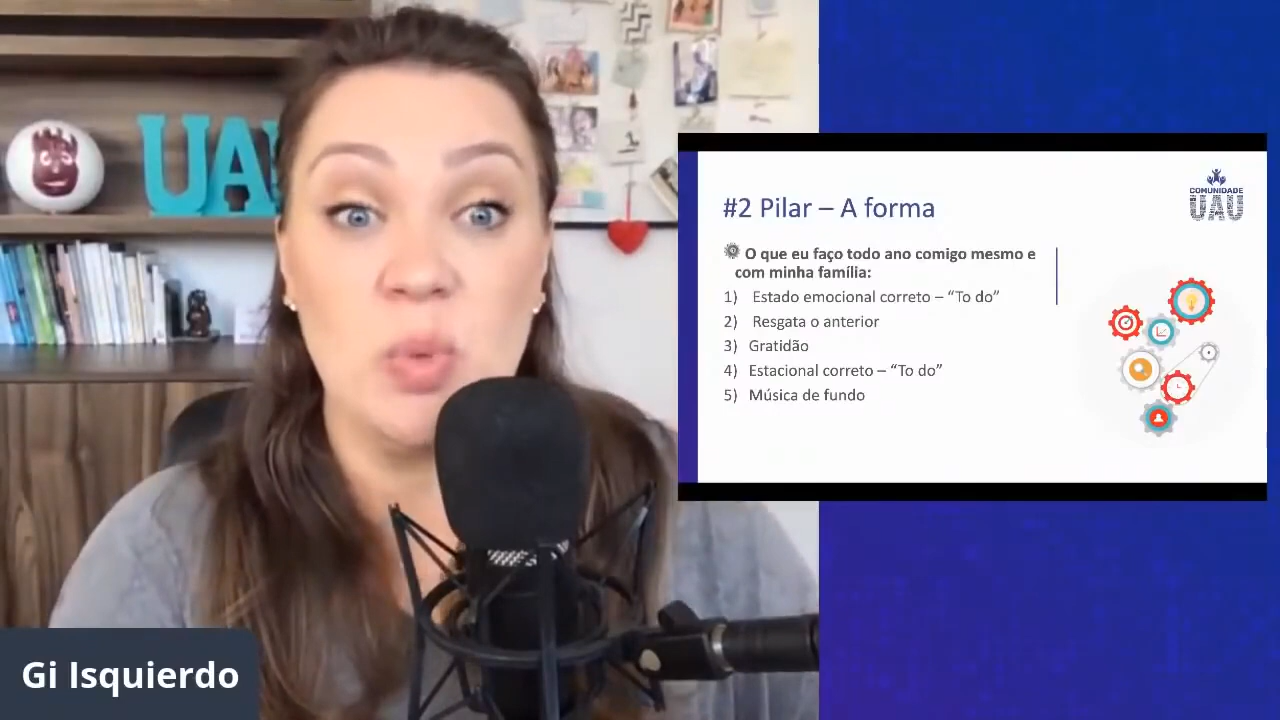 UAU
#2 Pilar – A forma
COMUNIDADE
UAU
O que eu faço todo ano comigo mesmo e
com minha família:
1) Estado emocional correto – “To do”
2) Resgata o anterior
3) Gratidão
4) Estacional correto – “To do”
5) Música de fundo
Gi Isquierdo